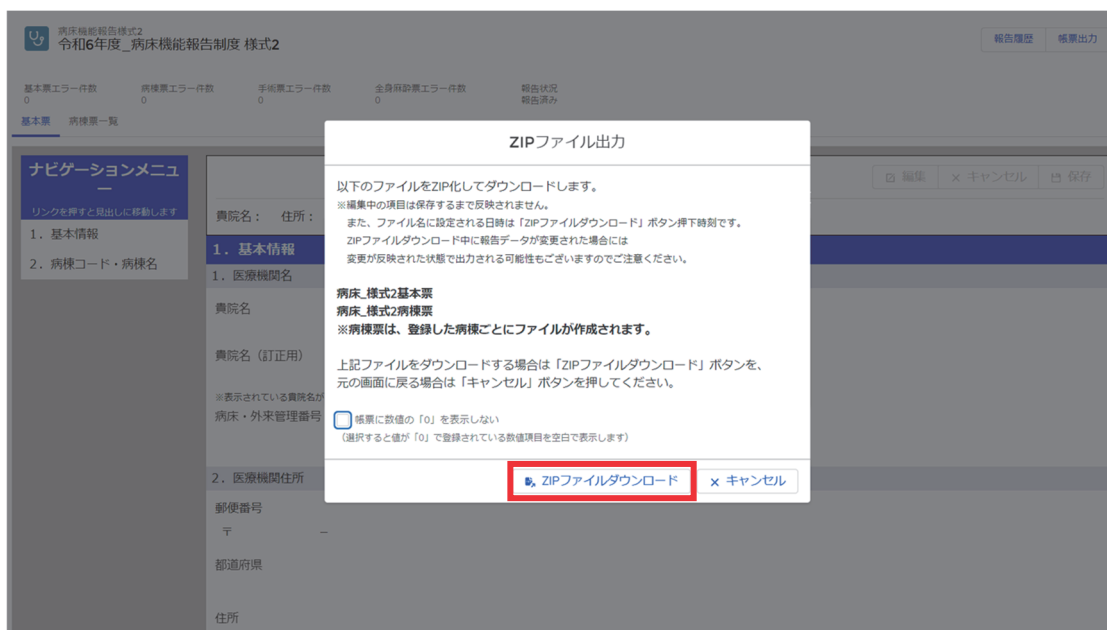 病床機能報告様式2
令和6年度_病床機能報告制度 様式2
報告履歴
帳票出力
基本票エラー件数
0
病棟票エラー件数
0
手術票エラー件数
0
全身麻酔票エラー件数
0
報告状況
報告済み
基本票
病棟票一覧
ナビゲーションメニュ
ー
リンクを押すと見出しに移動します
1．基本情報
2．病棟コード・病棟名
編集
× キャンセル
保存
貴院名： 住所：
1．基本情報
1．医療機関名
貴院名
貴院名（訂正用）
※表示されている貴院名が
病床・外来管理番号
2．医療機関住所
郵便番号
〒 –
都道府県
住所
ZIPファイル出力
以下のファイルをZIP化してダウンロードします。
※編集中の項目は保存するまで反映されません。
また、ファイル名に設定される日時は「ZIPファイルダウンロード」ボタン押下時刻です。
ZIPファイルダウンロード中に報告データが変更された場合には
変更が反映された状態で出力される可能性もございますのでご注意ください。
病床_様式2基本票
病床_様式2病棟票
※病棟票は、登録した病棟ごとにファイルが作成されます。
上記ファイルをダウンロードする場合は「ZIPファイルダウンロード」ボタンを、
元の画面に戻る場合は「キャンセル」ボタンを押してください。
帳票に数値の「0」を表示しない
（選択すると値が「0」で登録されている数値項目を空白で表示します）
ZIPファイルダウンロード
× キャンセル